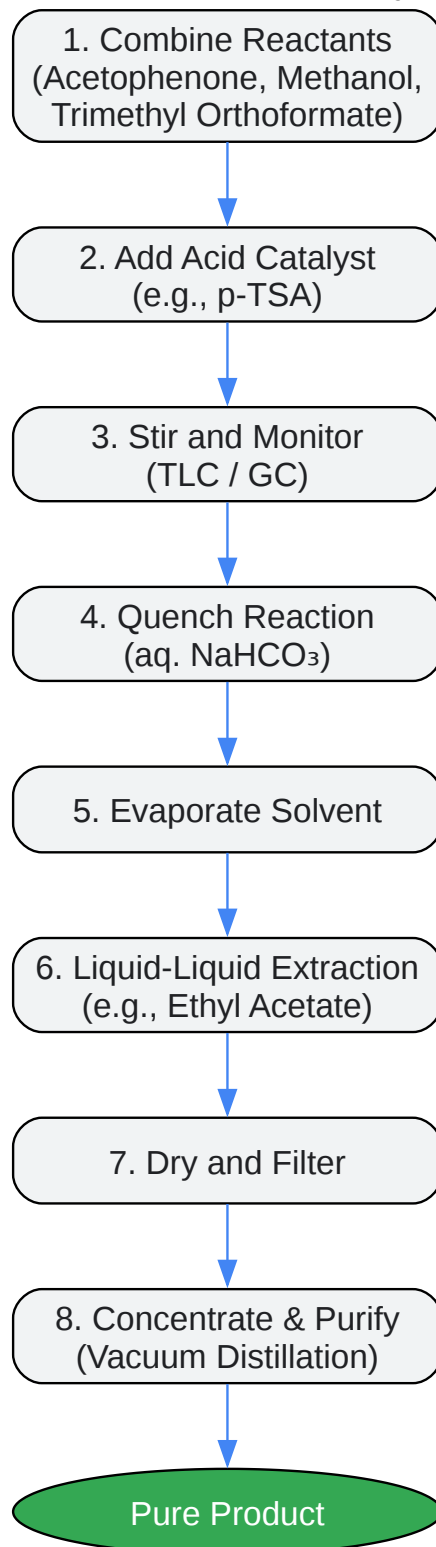 1. Combine Reactants
(Acetophenone, Methanol,
Trimethyl Orthoformate)
2. Add Acid Catalyst
(e.g., p-TSA)
3. Stir and Monitor
(TLC / GC)
4. Quench Reaction
(aq. NaHCO₃)
5. Evaporate Solvent
6. Liquid-Liquid Extraction
(e.g., Ethyl Acetate)
7. Dry and Filter
8. Concentrate & Purify
(Vacuum Distillation)
Pure Product